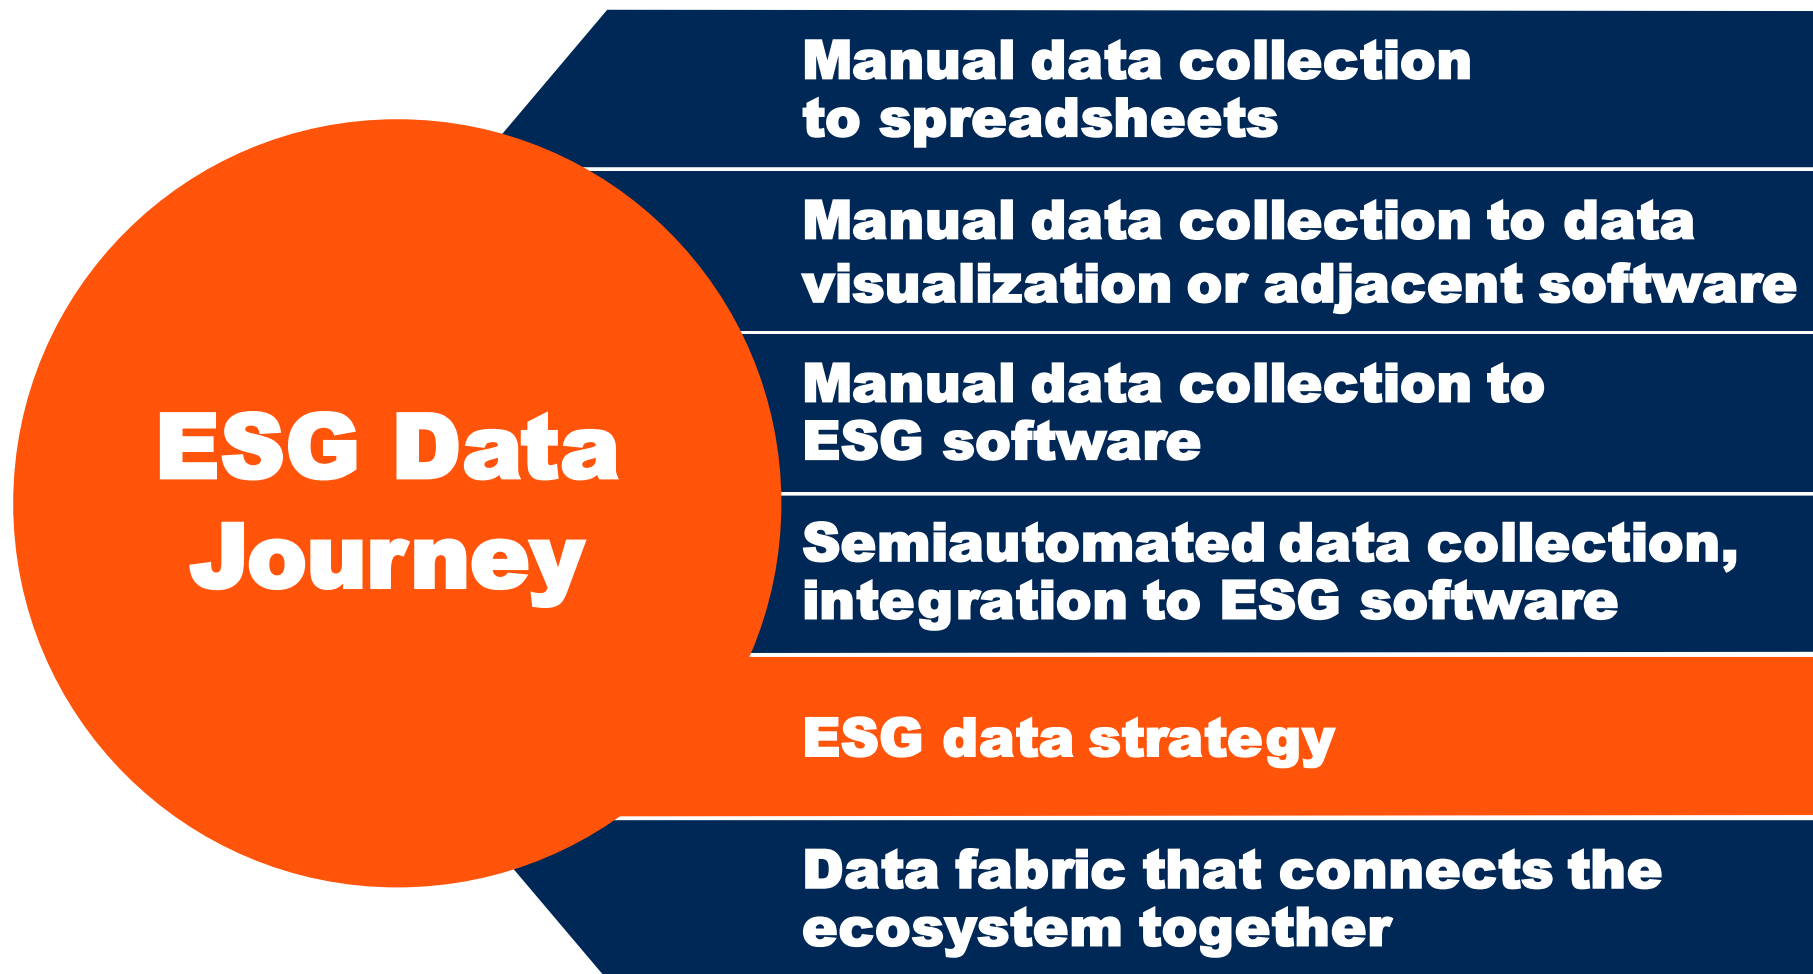 ESG Data
Journey
Manual data collection
to spreadsheets
Manual data collection to data
visualization or adjacent software
Manual data collection to
ESG software
Semiautomated data collection,
integration to ESG software
ESG data strategy
Data fabric that connects the
ecosystem together